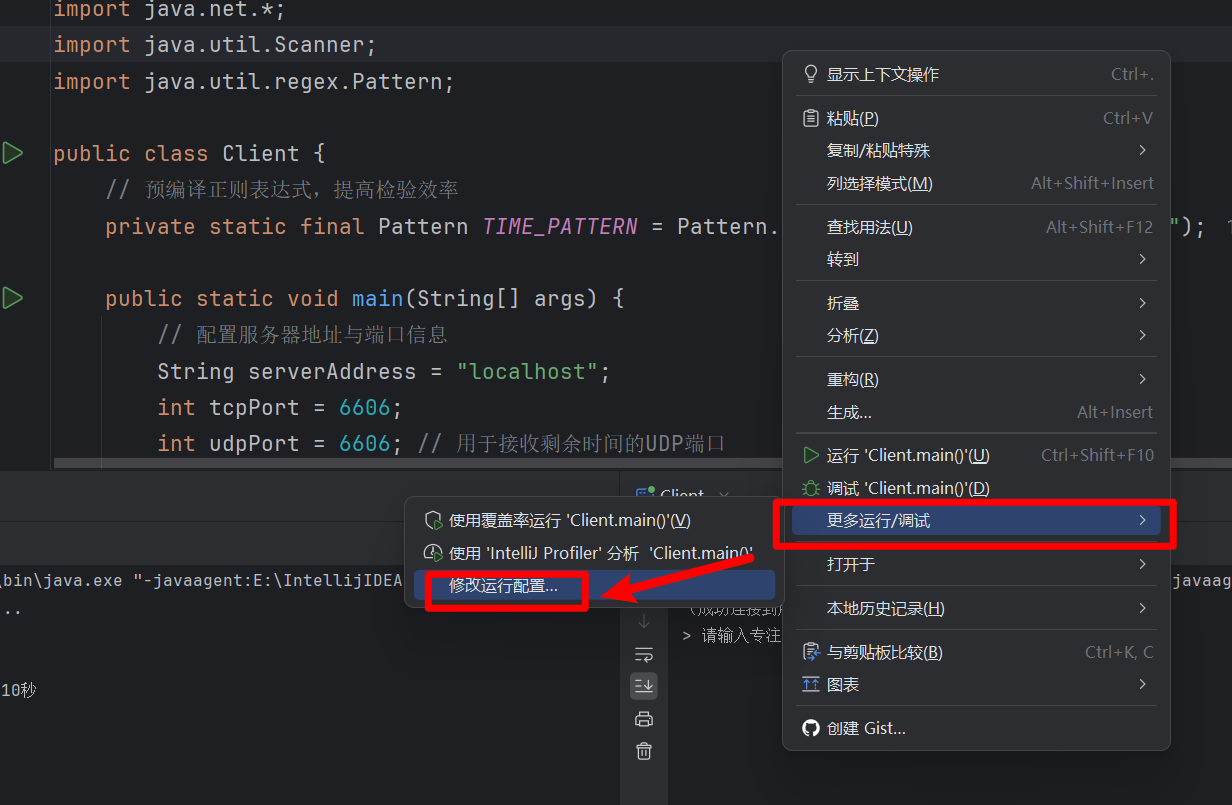 import java.net.*;
import java.util.Scanner;
import java.util.regex.Pattern;
public class Client {
// 预编译正则表达式，提高检验效率
private static final Pattern TIME_PATTERN = Pattern.
"); 1
public static void main(String[] args) {
// 配置服务器地址与端口信息
String serverAddress = "localhost";
int tcpPort = 6606;
int udpPort = 6606; // 用于接收剩余时间的UDP端口
Client
\bin\java.exe "-javaagent:E:\IntellijIDEA
..
10秒
(成功连接到
> 请输入专注
javaag
使用覆盖率运行 'Client.main()'(V)
使用 'IntelliJ Profiler' 分析 'Client.main()'
修改运行配置...
显示上下文操作 Ctrl+.
粘贴(P) Ctrl+V
复制/粘贴特殊
列选择模式(M) Alt+Shift+Insert
查找用法(U) Alt+Shift+F12
转到
折叠
分析(Z)
重构(R)
生成... Alt+Insert
运行 'Client.main()'(U) Ctrl+Shift+F10
调试 'Client.main()'(D)
更多运行/调试
打开于
本地历史记录(H)
与剪贴板比较(B) Ctrl+K, C
图表
创建 Gist...